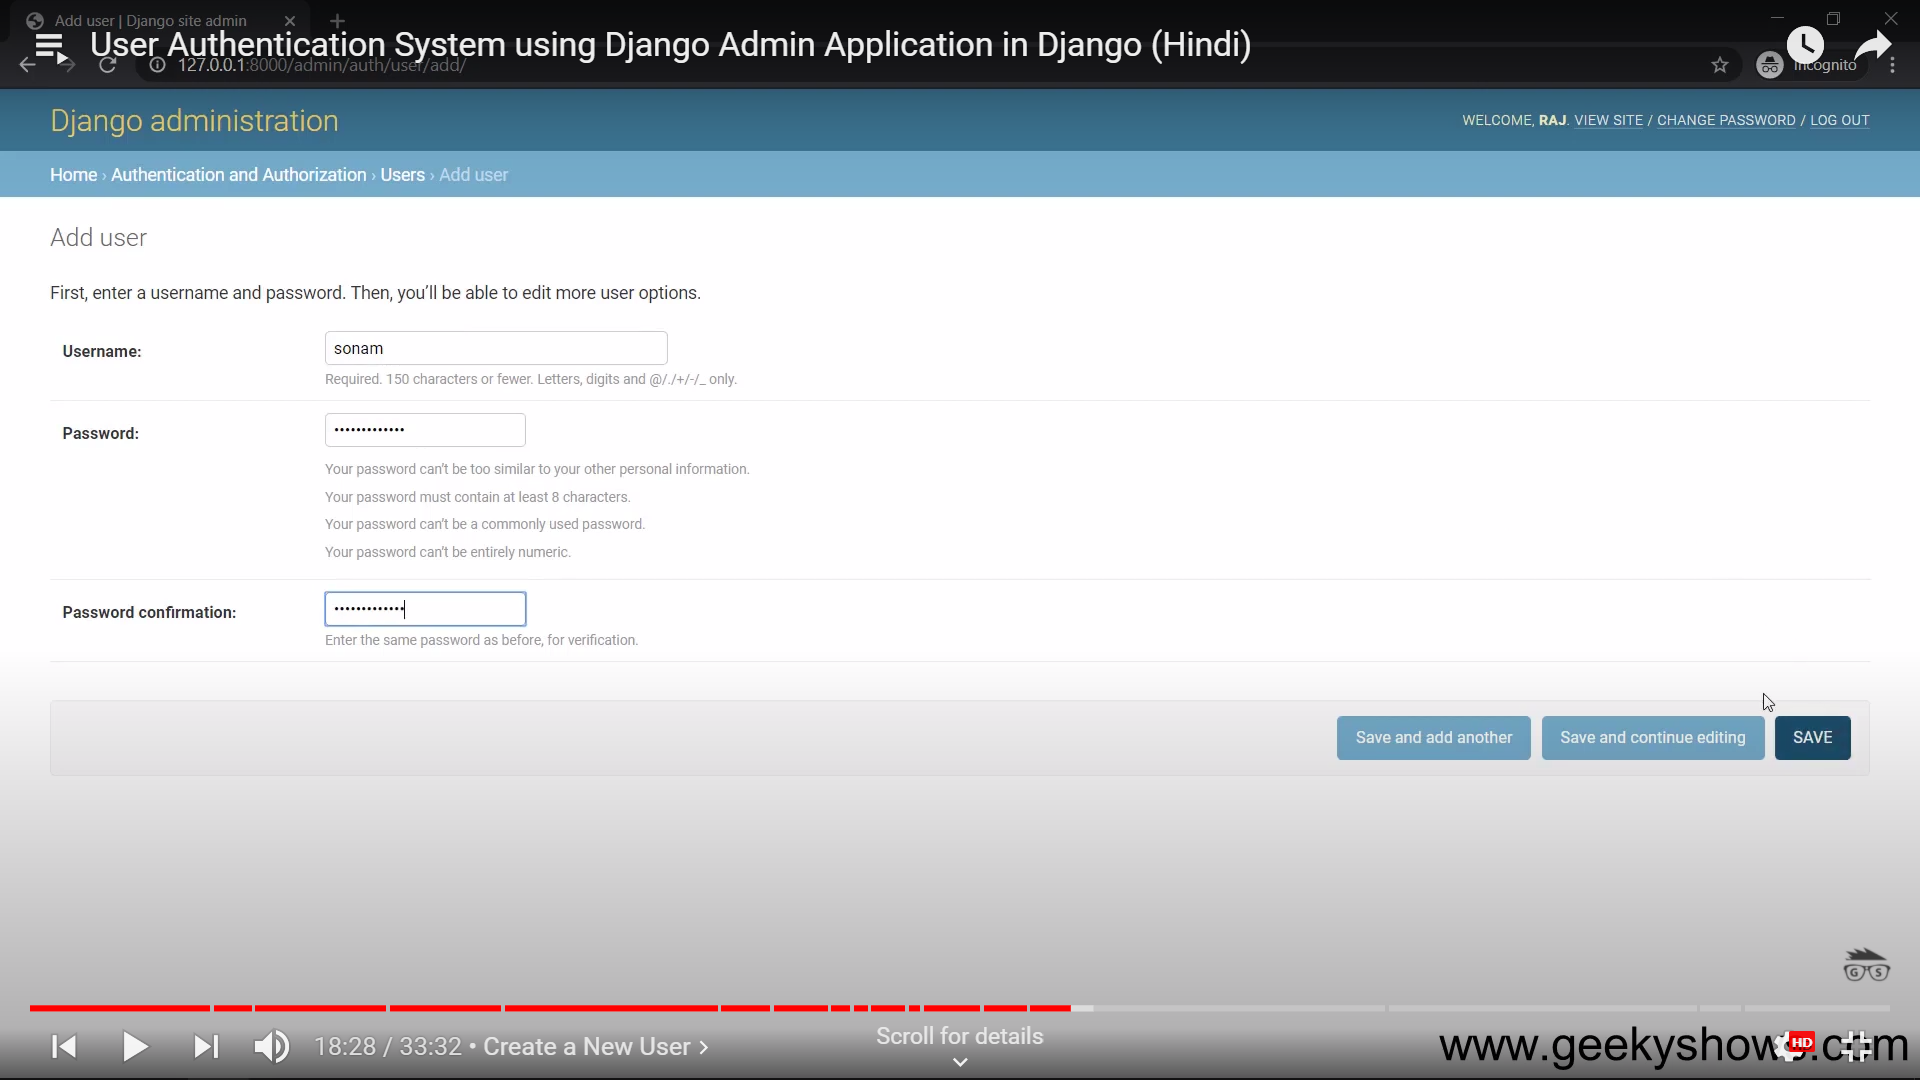 Add user | Django site admin
User Authentication System using Django Admin Application in Django (Hindi)
127.0.0.1:8000/admin/auth/user/add/
Incognito
Django administration
WELCOME, RAJ. VIEW SITE / CHANGE PASSWORD / LOG OUT
Home › Authentication and Authorization › Users › Add user
Add user
First, enter a username and password. Then, you’ll be able to edit more user options.
Username:
sonam
Required. 150 characters or fewer. Letters, digits and @/./+/-/_ only.
Password:
•••••••••••••
Your password can’t be too similar to your other personal information.
Your password must contain at least 8 characters.
Your password can’t be a commonly used password.
Your password can’t be entirely numeric.
Password confirmation:
•••••••••••••
Enter the same password as before, for verification.
Save and add another
Save and continue editing
SAVE
G S
18:28 / 33:32 • Create a New User ›
Scroll for details
www.geekyshows.com
HD